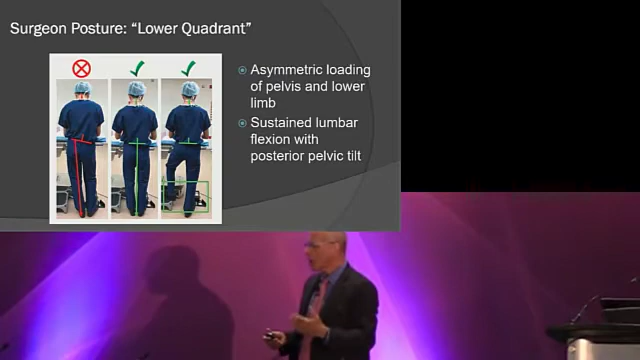 Surgeon Posture: “Lower Quadrant”
Asymmetric loading
of pelvis and lower
limb
Sustained lumbar
flexion with
posterior pelvic tilt